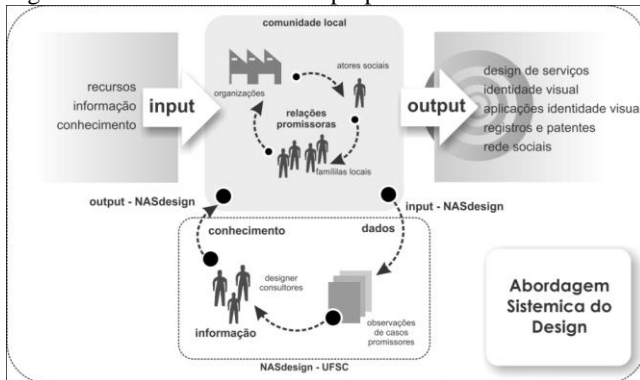 comunidade local
recursos
informação
conhecimento
input
organizações
atores sociais
relações
promissoras
famílilas locais
output
design de serviços
identidade visual
aplicações identidade visua
registros e patentes
rede sociais
output - NASdesign
input - NASdesign
conhecimento
dados
designer
consultores
informação
observações
de casos
promissores
NASdesign - UFSC
Abordagem
Sistemica do
Design